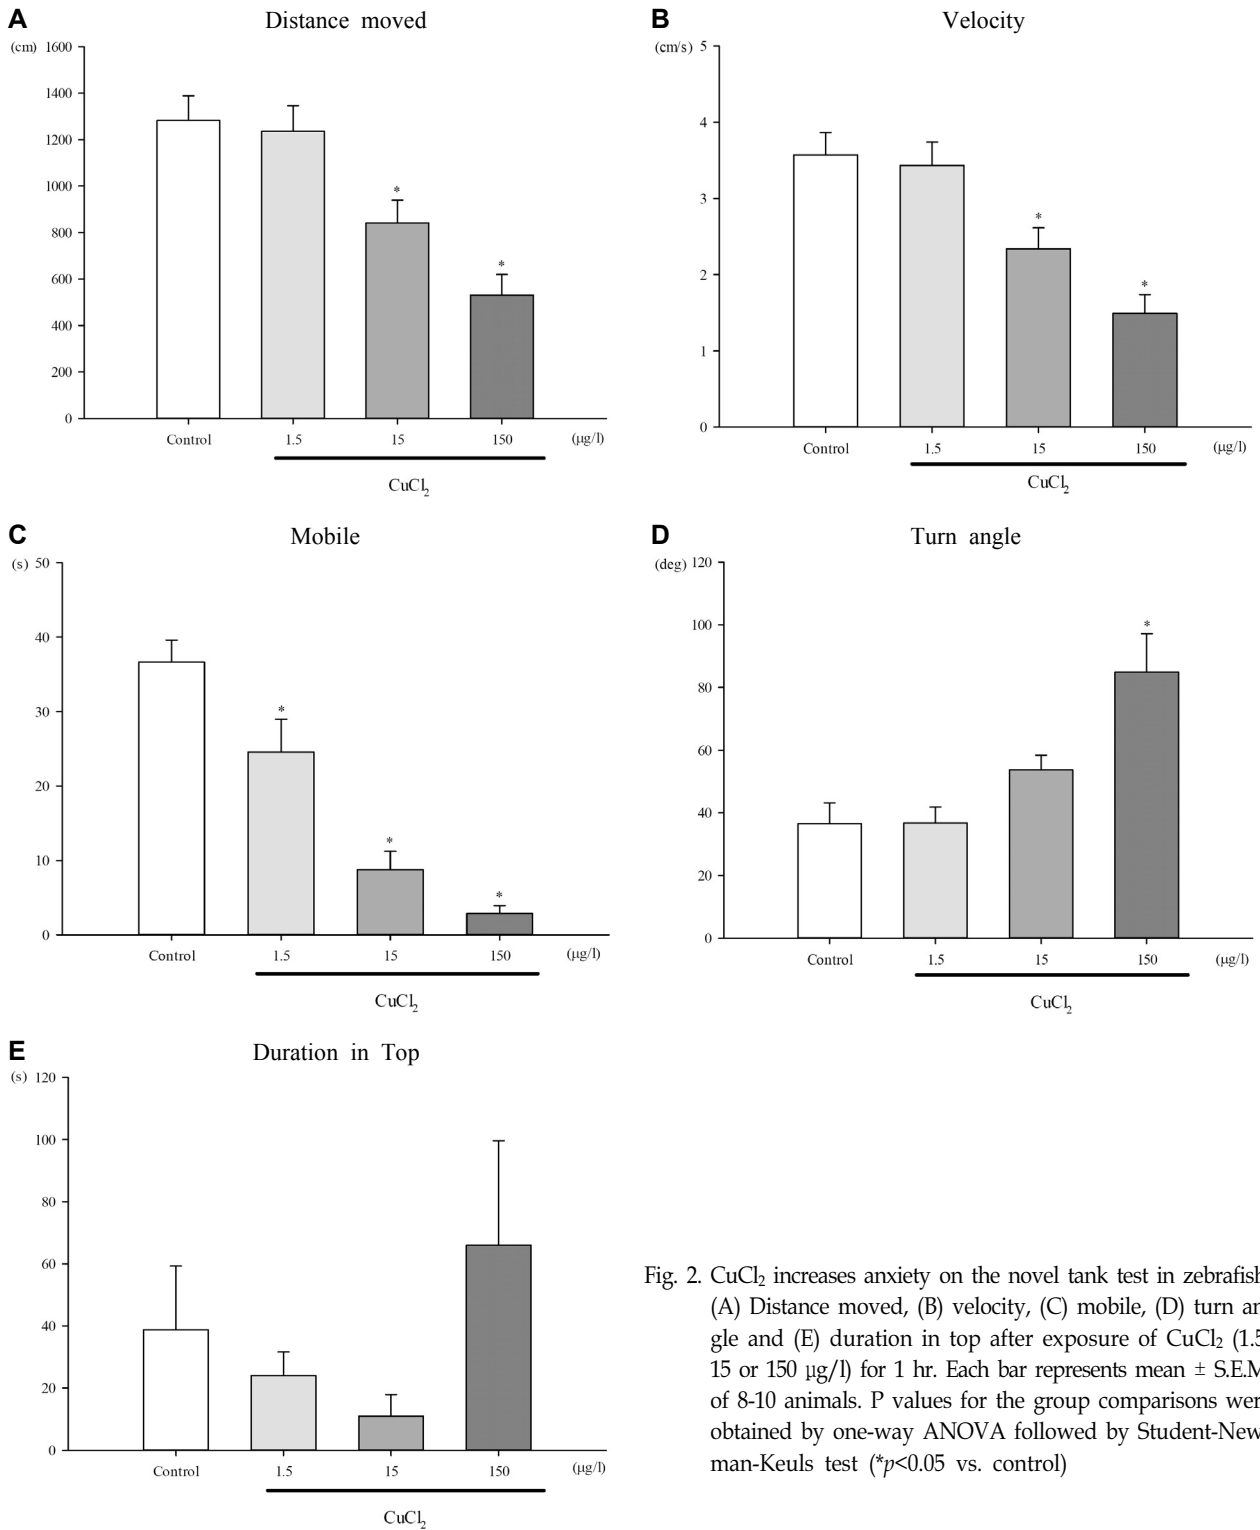 A
Distance moved
(cm)
1600
1400
1200
1000
800
600
400
200
0
*
*
Control
1.5
15
150
(μg/l)
CuCl₂
B
Velocity
(cm/s)
5
4
3
2
1
0
*
*
Control
1.5
15
150
(μg/l)
CuCl₂
C
Mobile
(s)
50
40
30
20
10
0
*
*
*
Control
1.5
15
150
(μg/l)
CuCl₂
D
Turn angle
(deg)
120
100
80
60
40
20
0
*
Control
1.5
15
150
(μg/l)
CuCl₂
E
Duration in Top
(s)
120
100
80
60
40
20
0
Control
1.5
15
150
(μg/l)
CuCl₂
Fig. 2. CuCl₂ increases anxiety on the novel tank test in zebrafish
(A) Distance moved, (B) velocity, (C) mobile, (D) turn an
gle and (E) duration in top after exposure of CuCl₂ (1.5
15 or 150 μg/l) for 1 hr. Each bar represents mean ± S.E.M
of 8-10 animals. P values for the group comparisons wer
obtained by one-way ANOVA followed by Student-New
man-Keuls test (*p<0.05 vs. control)